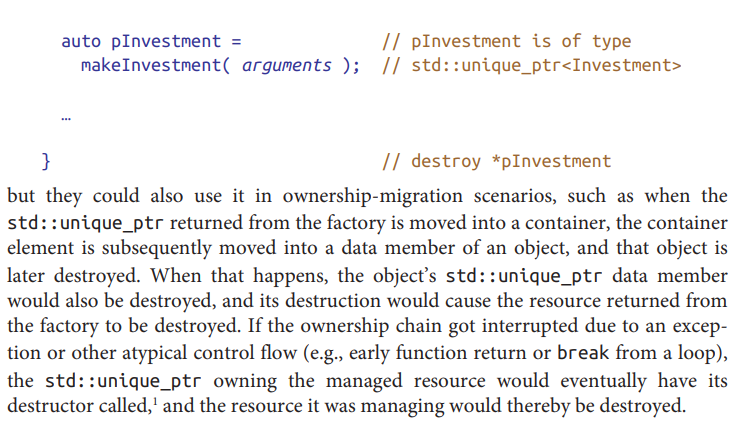 auto pInvestment = // pInvestment is of type
makeInvestment( arguments ); // std::unique_ptr<Investment>
…
} // destroy *pInvestment
but they could also use it in ownership-migration scenarios, such as when the
std::unique_ptr returned from the factory is moved into a container, the container
element is subsequently moved into a data member of an object, and that object is
later destroyed. When that happens, the object’s std::unique_ptr data member
would also be destroyed, and its destruction would cause the resource returned from
the factory to be destroyed. If the ownership chain got interrupted due to an excep-
tion or other atypical control flow (e.g., early function return or break from a loop),
the std::unique_ptr owning the managed resource would eventually have its
destructor called,¹ and the resource it was managing would thereby be destroyed.